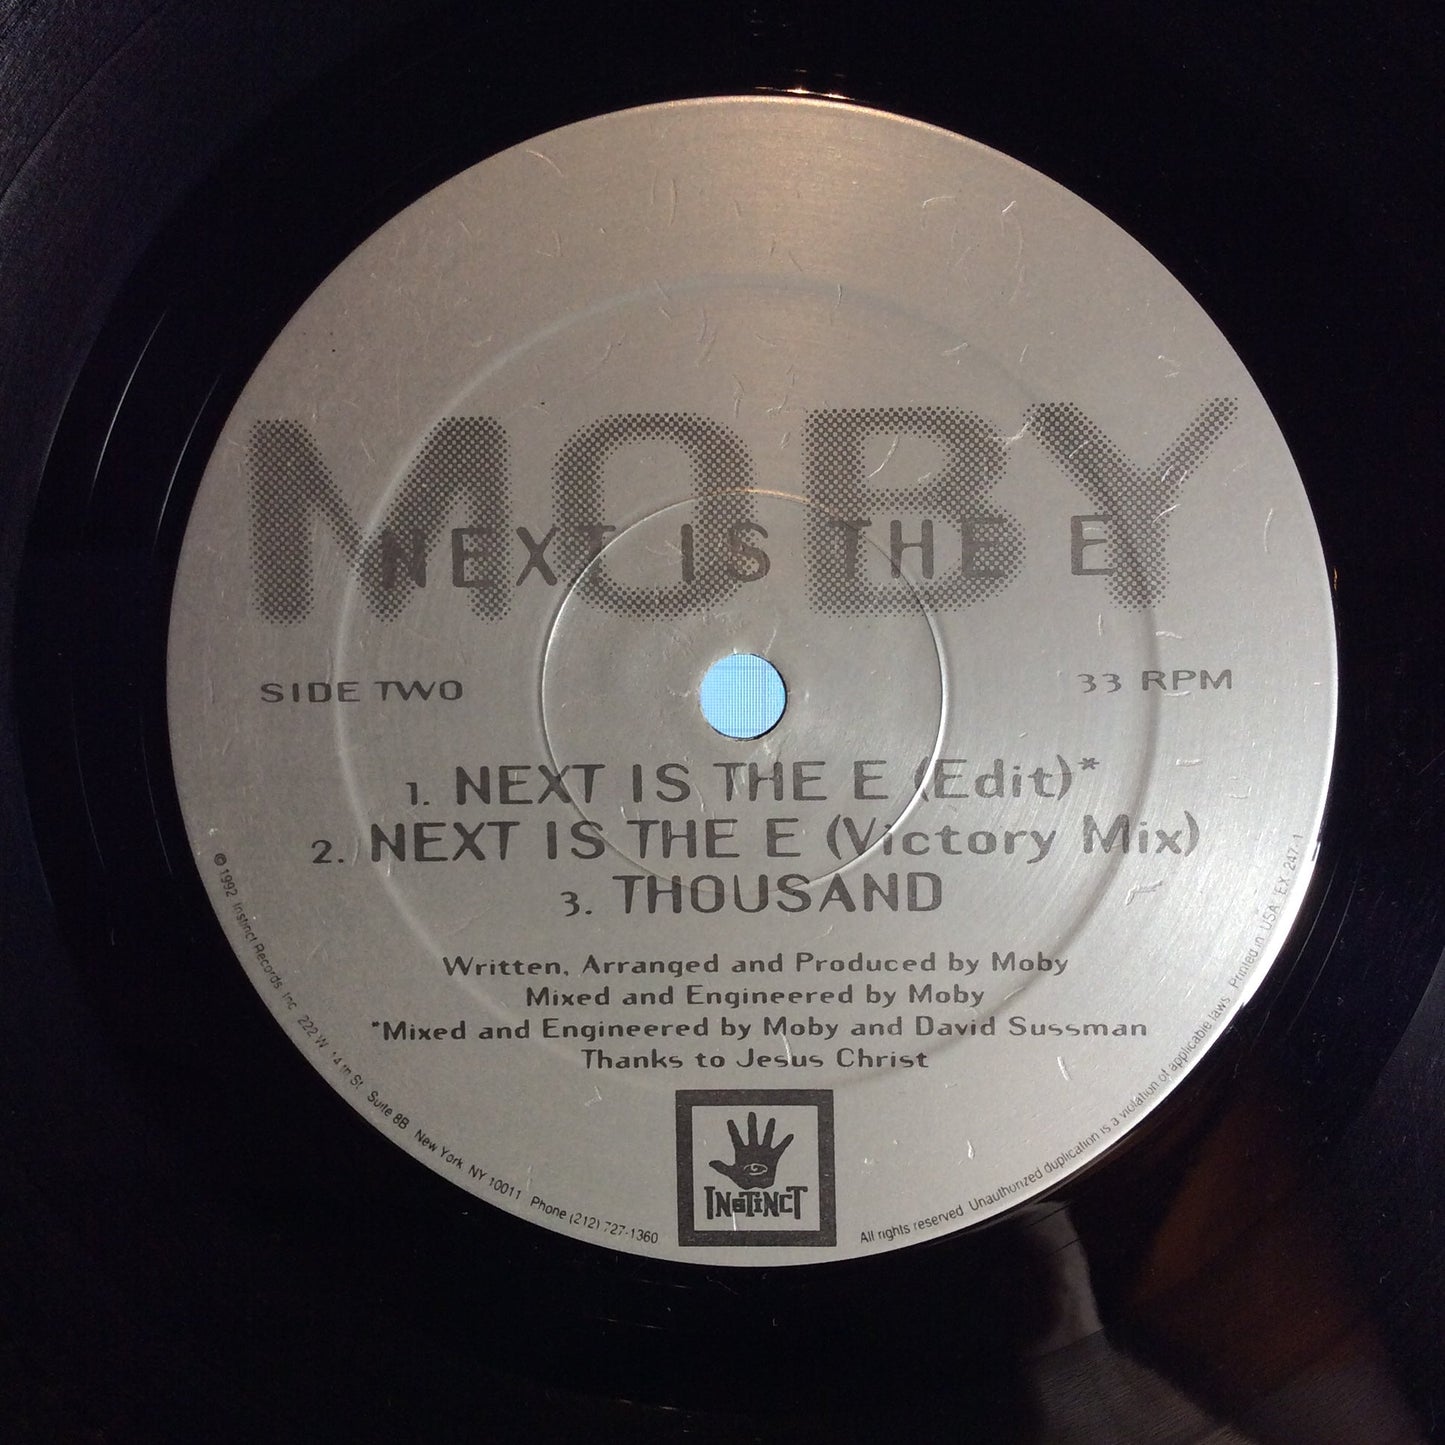 MOBY
NEXT IS THE E
SIDE TWO
33 RPM
1. NEXT IS THE E (Edit)*
2. NEXT IS THE E (Victory Mix)
3. THOUSAND
Written, Arranged and Produced by Moby
Mixed and Engineered by Moby
*Mixed and Engineered by Moby and David Sussman
Thanks to Jesus Christ
INSTINCT
©1992 Instinct Records, Inc. 222 W. 14 th St. Suite 8B New York NY 10011 Phone (212) 727-1360
All rights reserved Unauthorized duplication is a violation of applicable laws Printed in USA EX 247-1